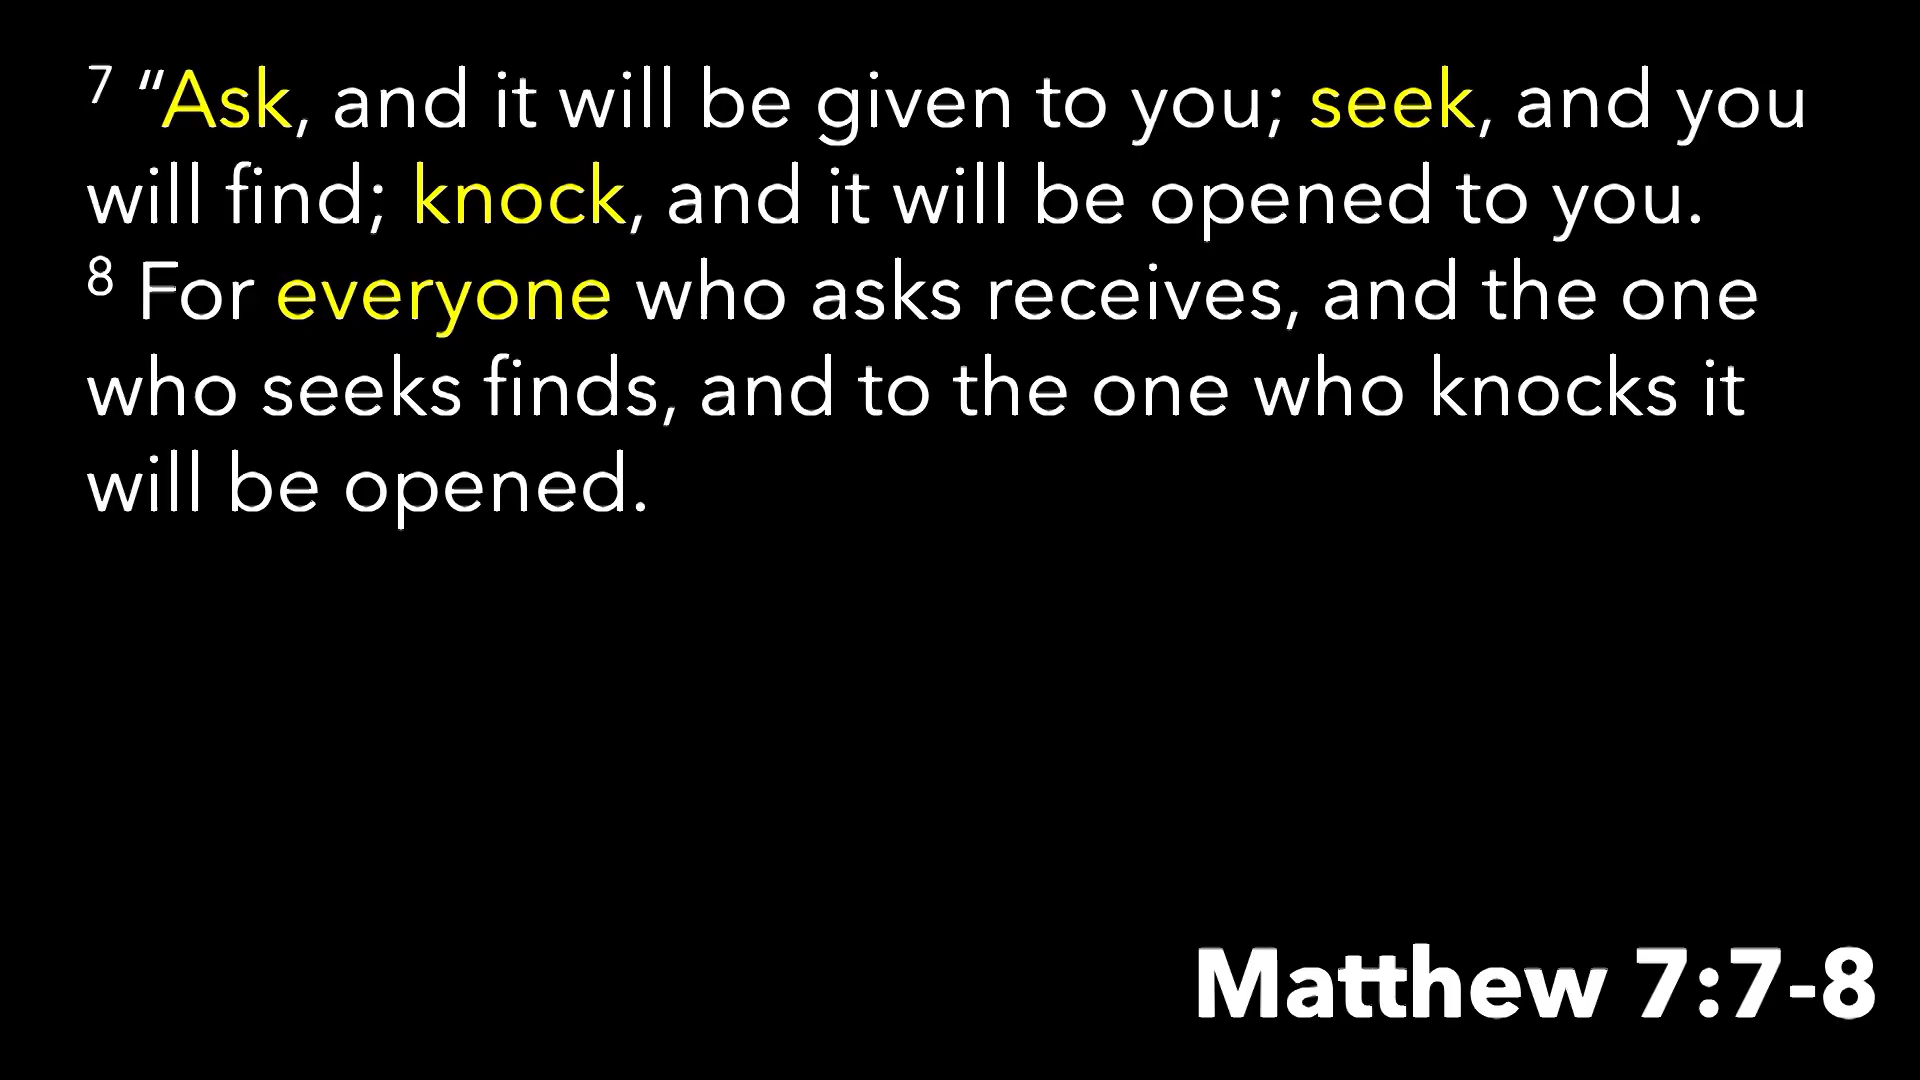 7 “Ask, and it will be given to you; seek, and you
will find; knock, and it will be opened to you.
8 For everyone who asks receives, and the one
who seeks finds, and to the one who knocks it
will be opened.
Matthew 7:7-8